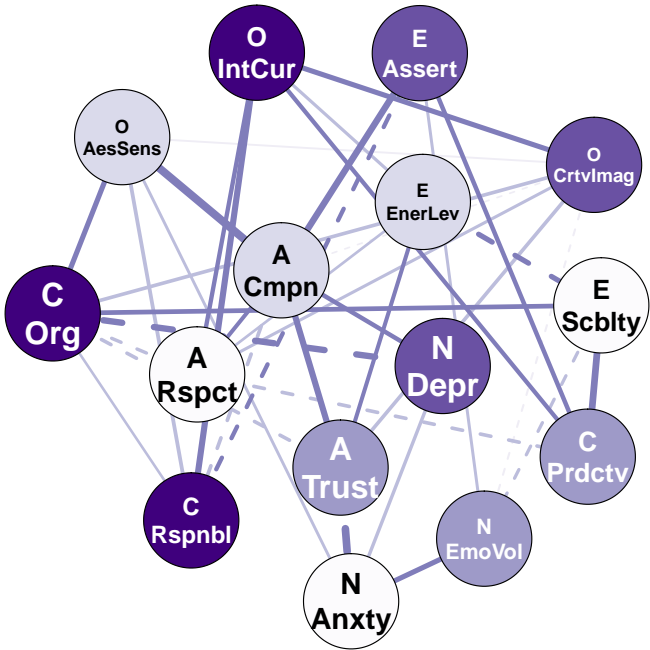 O
IntCur
E
Assert
O
AesSens
O
CrtvImag
E
EnerLev
A
Cmpn
C
Org
E
Scblty
A
Rspct
N
Depr
C
Prdctv
A
Trust
C
Rspnbl
N
EmoVol
N
Anxty